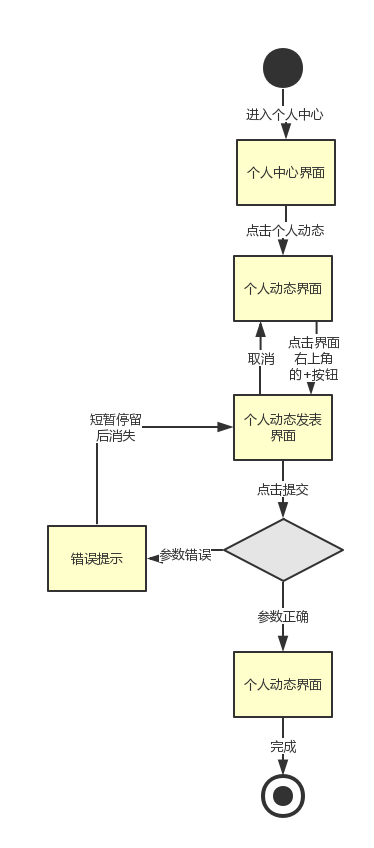 进入个人中心
个人中心界面
点击个人动态
个人动态界面
取消
点击界面
右上角
的+按钮
短暂停留
后消失
个人动态发表
界面
点击提交
错误提示
参数错误
参数正确
个人动态界面
完成